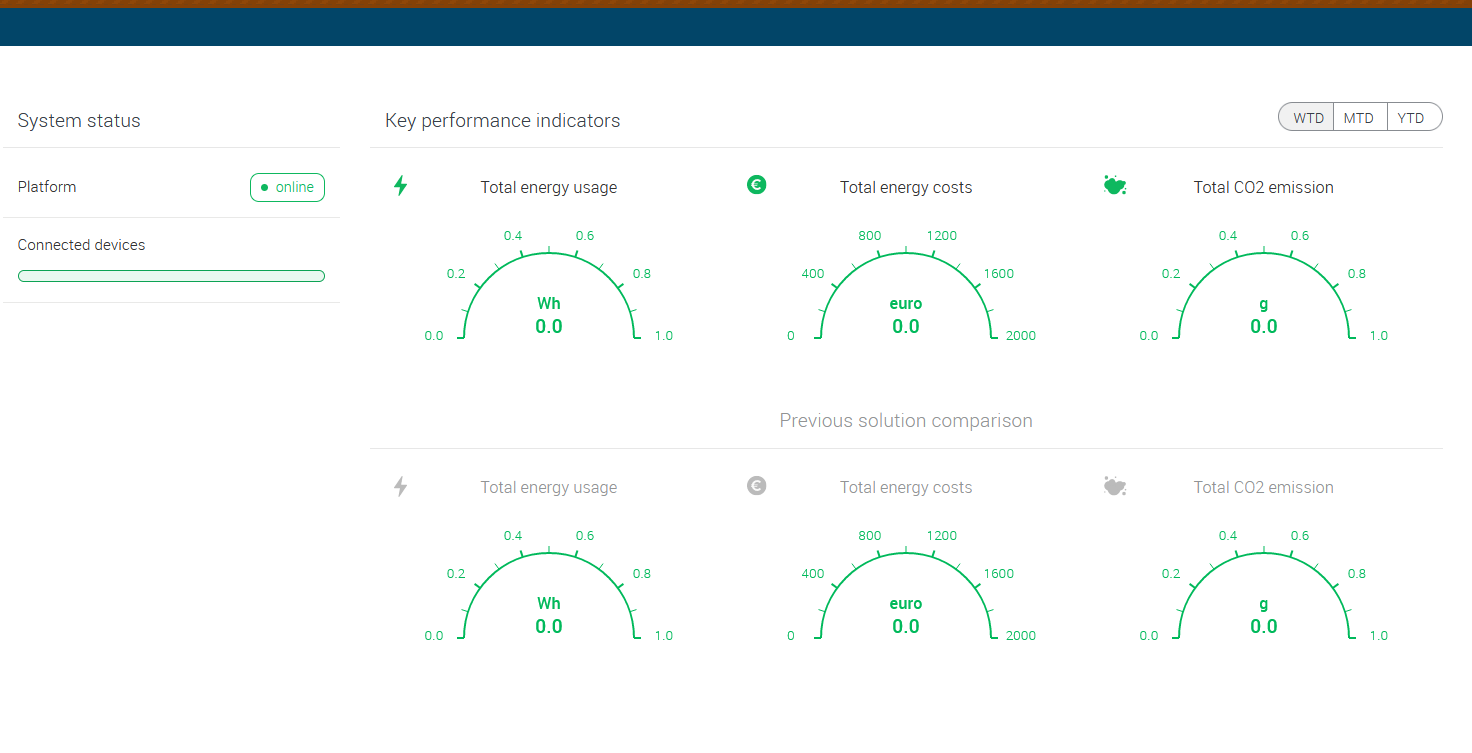 System status
Key performance indicators
WTD MTD YTD
Platform
online
Connected devices
Total energy usage
0.0
0.2
0.4
0.6
0.8
1.0
Wh
0.0
€
Total energy costs
0
400
800
1200
1600
2000
euro
0.0
Total CO2 emission
0.0
0.2
0.4
0.6
0.8
1.0
g
0.0
Previous solution comparison
Total energy usage
0.0
0.2
0.4
0.6
0.8
1.0
Wh
0.0
€
Total energy costs
0
400
800
1200
1600
2000
euro
0.0
Total CO2 emission
0.0
0.2
0.4
0.6
0.8
1.0
g
0.0